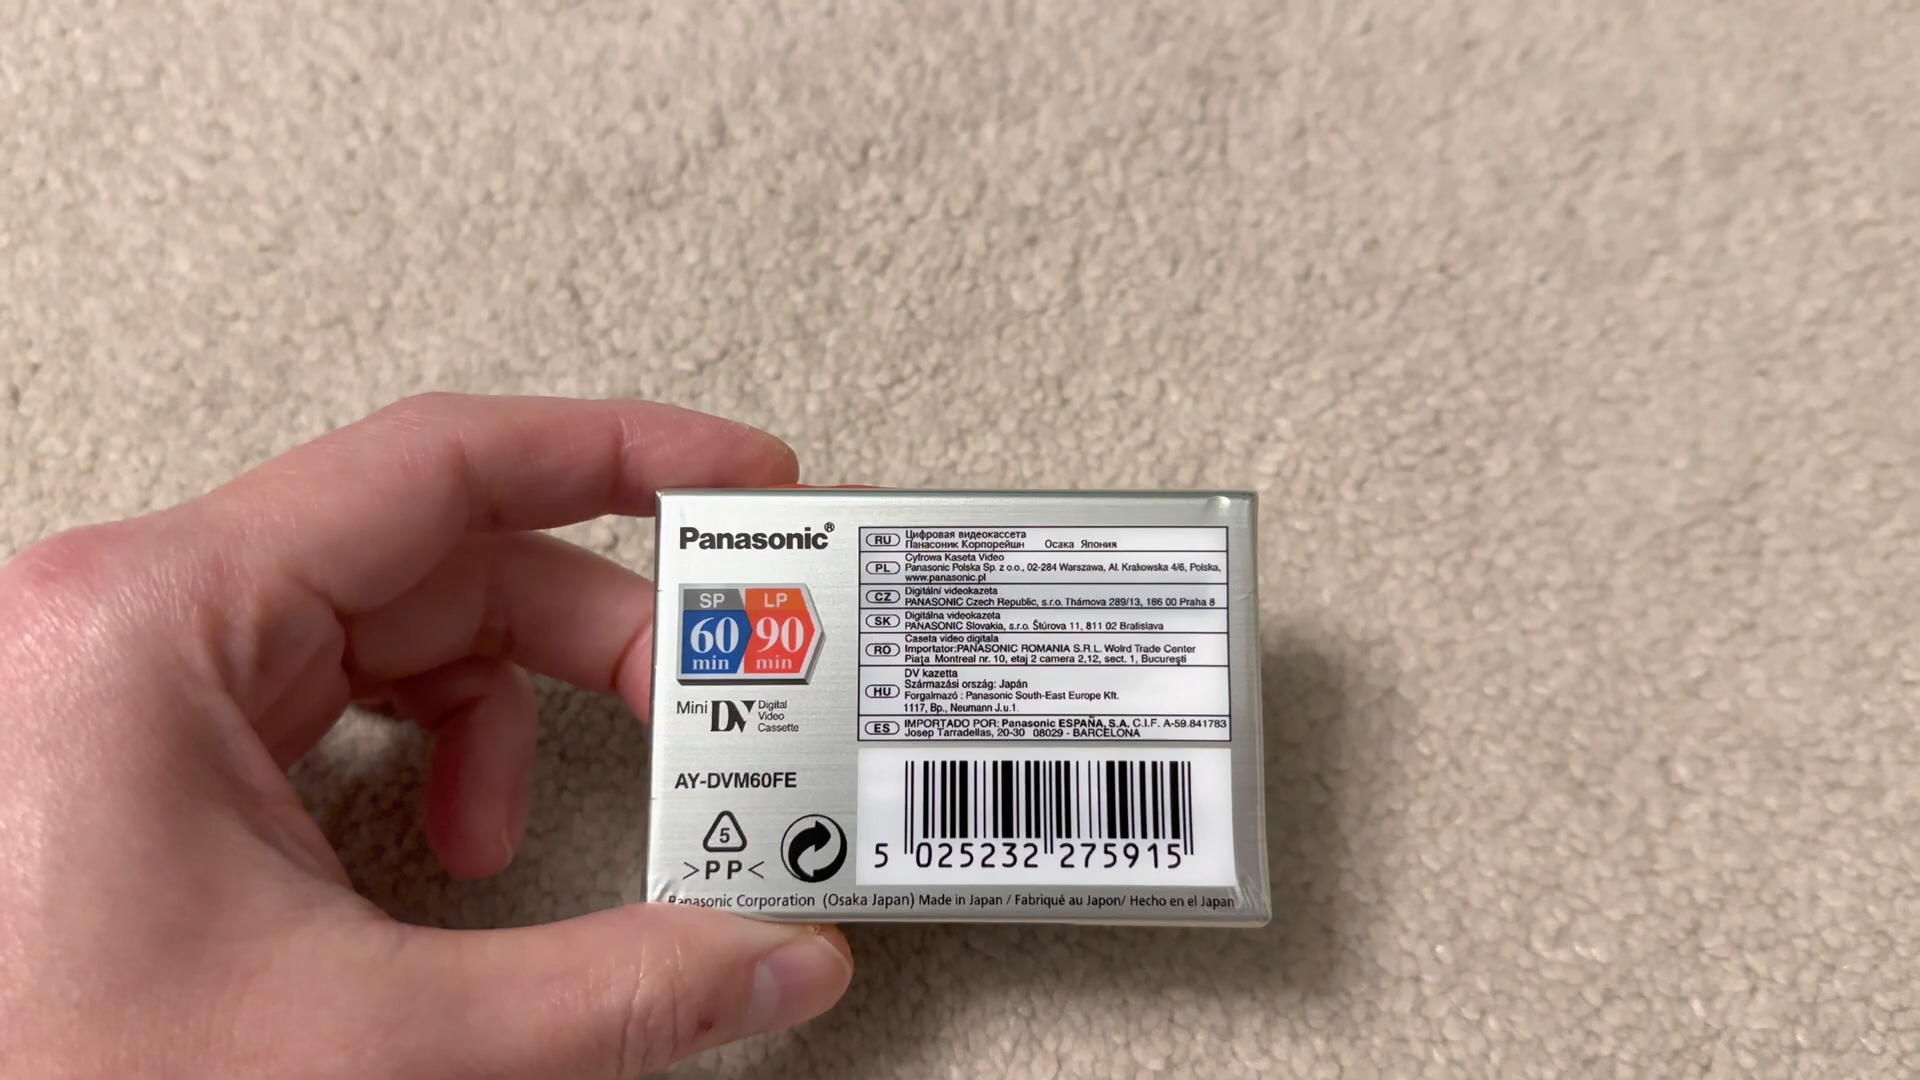 Panasonic®
SP LP
60 90
min min
Mini DV Digital
Video
Cassette
AY-DVM60FE
5
>PP<
RU Цифровая видеокассета
Панасоник Корпорейшн Осака Япония
PL Cyfrowa Kaseta Video
Panasonic Polska Sp. z o.o., 02-284 Warszawa, Al. Krakowska 4/6, Polska,
www.panasonic.pl
CZ Digitální videokazeta
PANASONIC Czech Republic, s.r.o. Thámova 289/13, 186 00 Praha 8
SK Digitálna videokazeta
PANASONIC Slovakia, s.r.o. Štúrova 11, 811 02 Bratislava
RO Caseta video digitala
Importator:PANASONIC ROMANIA S.R.L. Wolrd Trade Center
Piaţa Montreal nr. 10, etaj 2 camera 2,12, sect. 1, Bucureşti
HU DV kazetta
Származási ország: Japán
Forgalmazó : Panasonic South-East Europe Kft.
1117, Bp., Neumann J.u.1.
ES IMPORTADO POR: Panasonic ESPAÑA, S.A. C.I.F. A-59.841783
Josep Tarradellas, 20-30 08029 - BARCELONA
5 025232 275915
Panasonic Corporation (Osaka Japan) Made in Japan / Fabriqué au Japon/ Hecho en el Japan